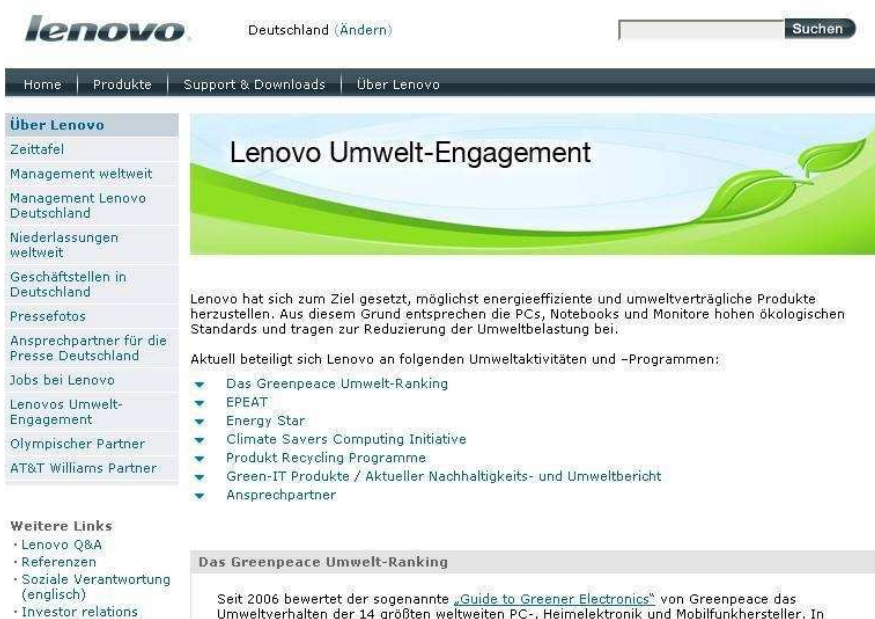 lenovo
Deutschland (Ändern)
Suchen
Home
Produkte
Support & Downloads
Über Lenovo
Über Lenovo
Zeittafel
Management weltweit
Management Lenovo
Deutschland
Niederlassungen
weltweit
Geschäftstellen in
Deutschland
Pressefotos
Ansprechpartner für die
Presse Deutschland
Jobs bei Lenovo
Lenovos Umwelt-
Engagement
Olympischer Partner
AT&T Williams Partner
Weitere Links
· Lenovo Q&A
· Referenzen
· Soziale Verantwortung
(englisch)
· Investor relations
Lenovo Umwelt-Engagement
Lenovo hat sich zum Ziel gesetzt, möglichst energieeffiziente und umweltverträgliche Produkte
herzustellen. Aus diesem Grund entsprechen die PCs, Notebooks und Monitore hohen ökologischen
Standards und tragen zur Reduzierung der Umweltbelastung bei.
Aktuell beteiligt sich Lenovo an folgenden Umweltaktivitäten und –Programmen:
Das Greenpeace Umwelt-Ranking
EPEAT
Energy Star
Climate Savers Computing Initiative
Produkt Recycling Programme
Green-IT Produkte / Aktueller Nachhaltigkeits- und Umweltbericht
Ansprechpartner
Das Greenpeace Umwelt-Ranking
Seit 2006 bewertet der sogenannte „Guide to Greener Electronics“ von Greenpeace das
Umweltverhalten der 14 größten weltweiten PC-, Heimelektronik und Mobilfunkhersteller. In